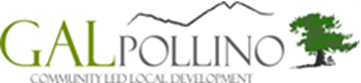 GALPOLLINO
COMMUNITY LED LOCAL DEVELOPMENT